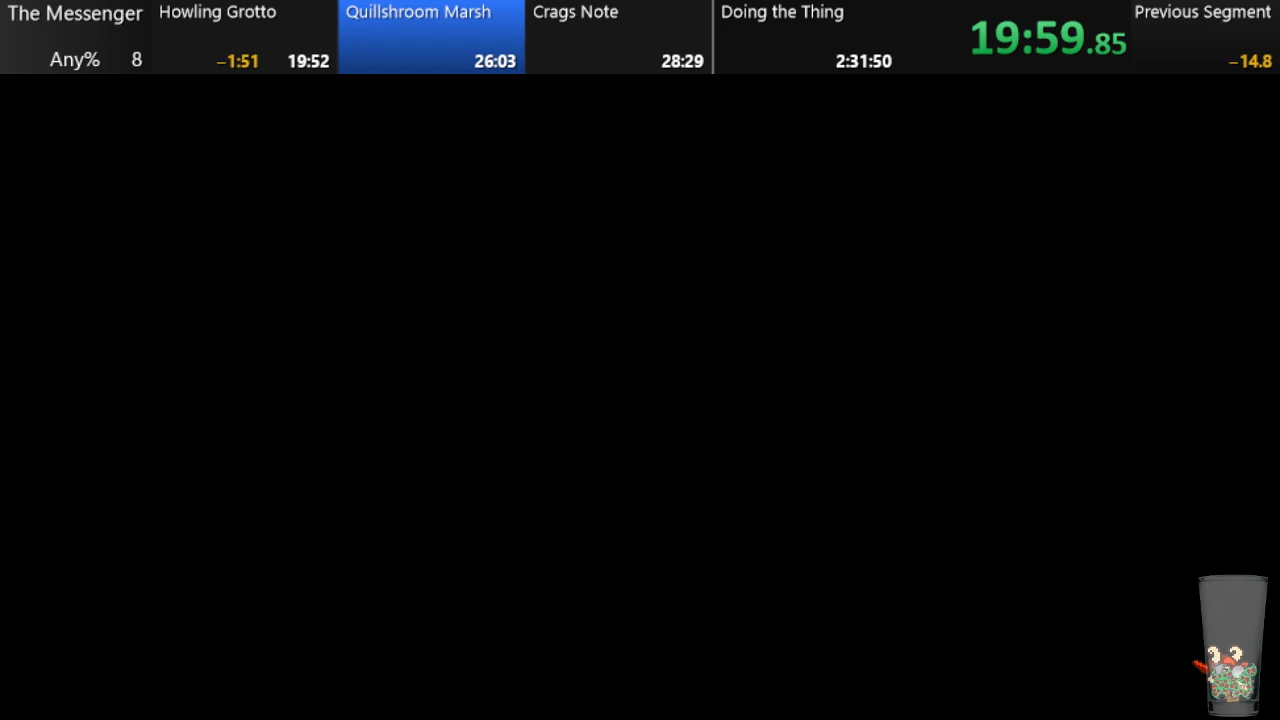 The Messenger
Any% 8
Howling Grotto
−1:51 19:52
Quillshroom Marsh
26:03
Crags Note
28:29
Doing the Thing
2:31:50
19:59.85
Previous Segment
−14.8